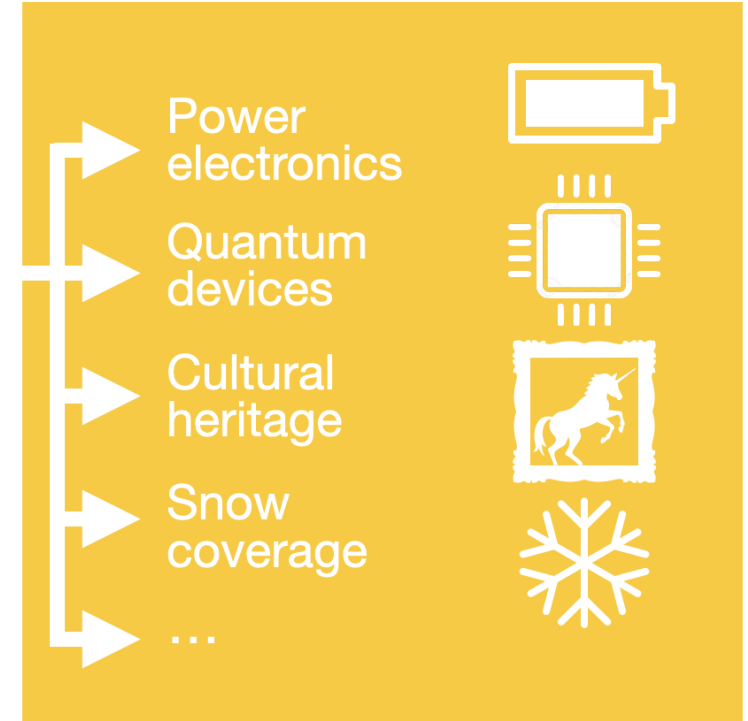 Power
electronics
Quantum
devices
Cultural
heritage
Snow
coverage
...